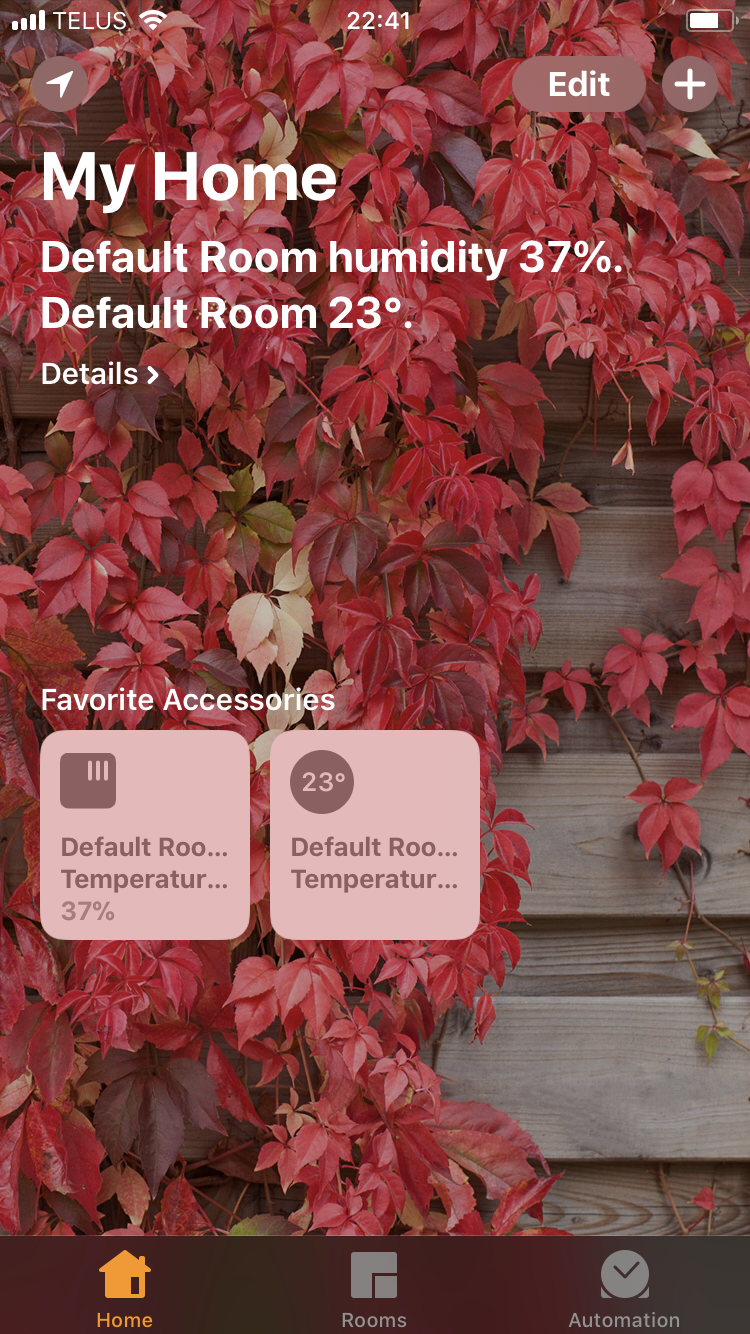 TELUS 22:41
Edit
My Home
Default Room humidity 37%.
Default Room 23°.
Details
Favorite Accessories
Default Roo...
Temperatur...
37%
23°
Default Roo...
Temperatur...
Home Rooms Automation